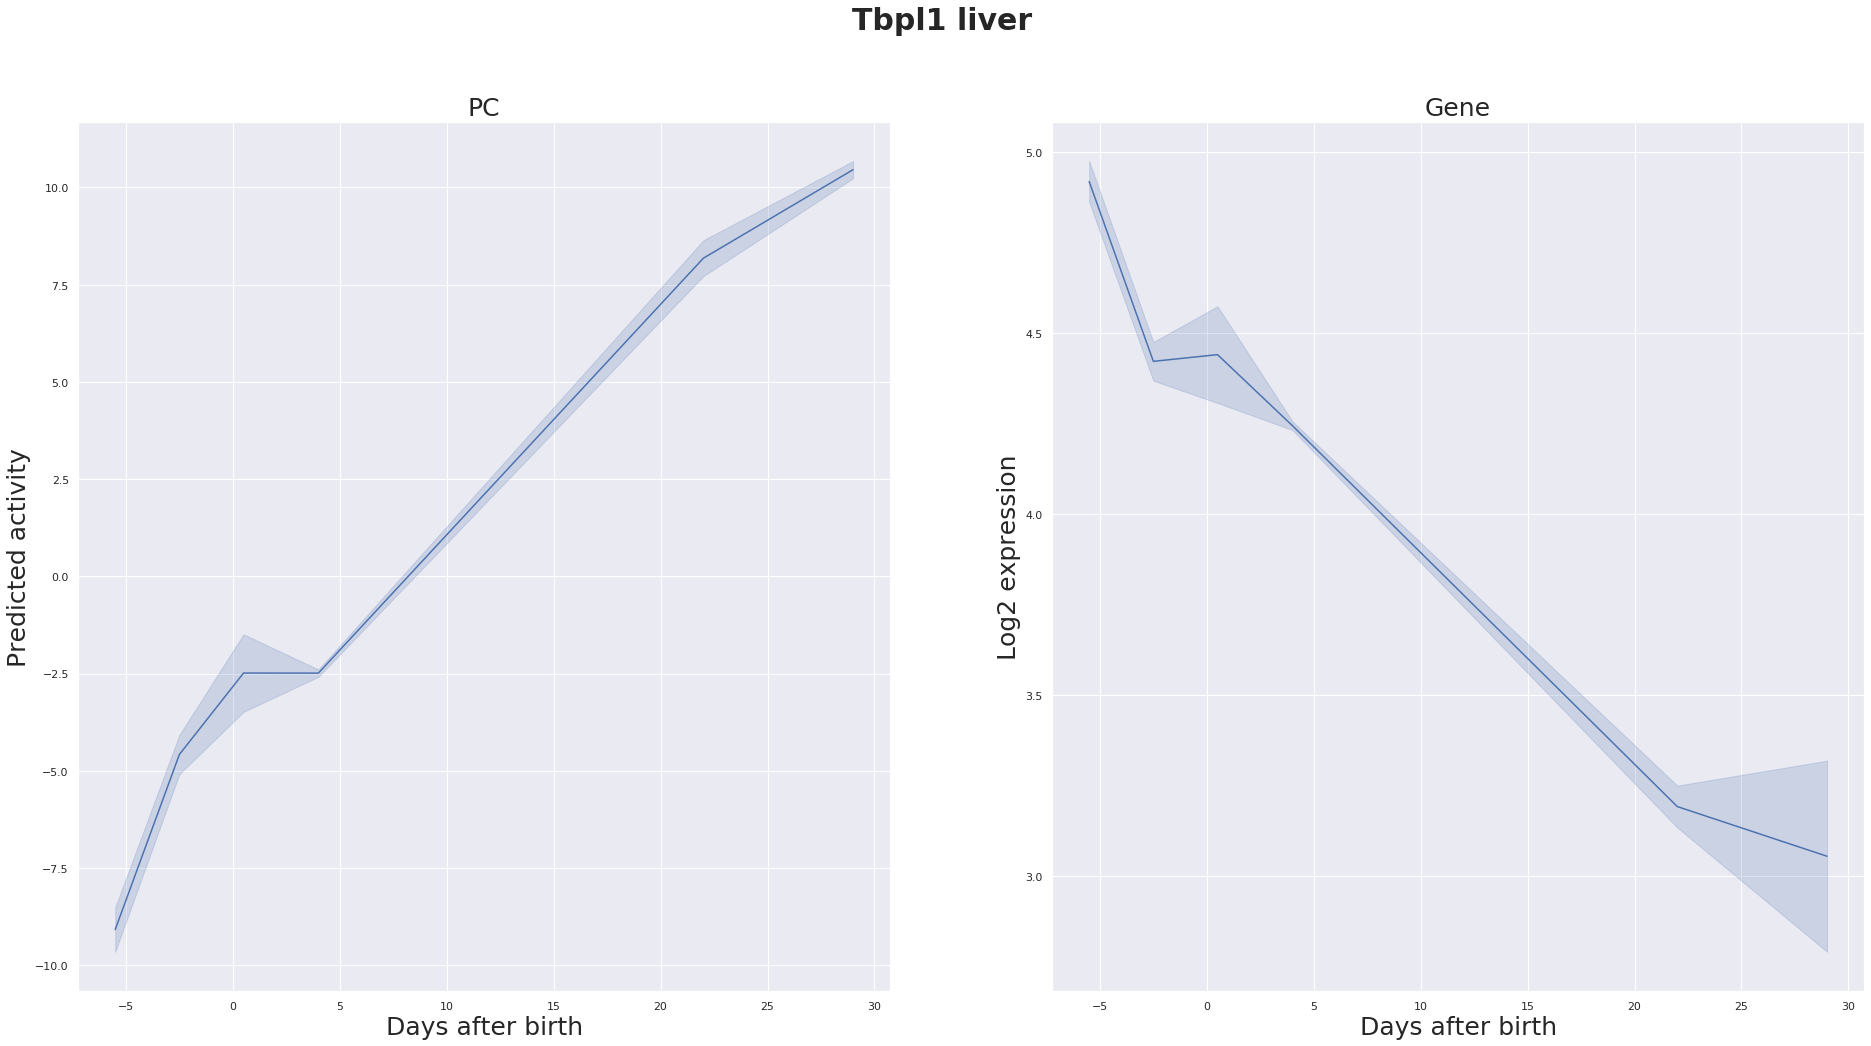 Tbpl1 liver
PC
Predicted activity
10.0
7.5
5.0
2.5
0.0
−2.5
−5.0
−7.5
−10.0
−5 0 5 10 15 20 25 30
Days after birth
Gene
Log2 expression
5.0
4.5
4.0
3.5
3.0
−5 0 5 10 15 20 25 30
Days after birth